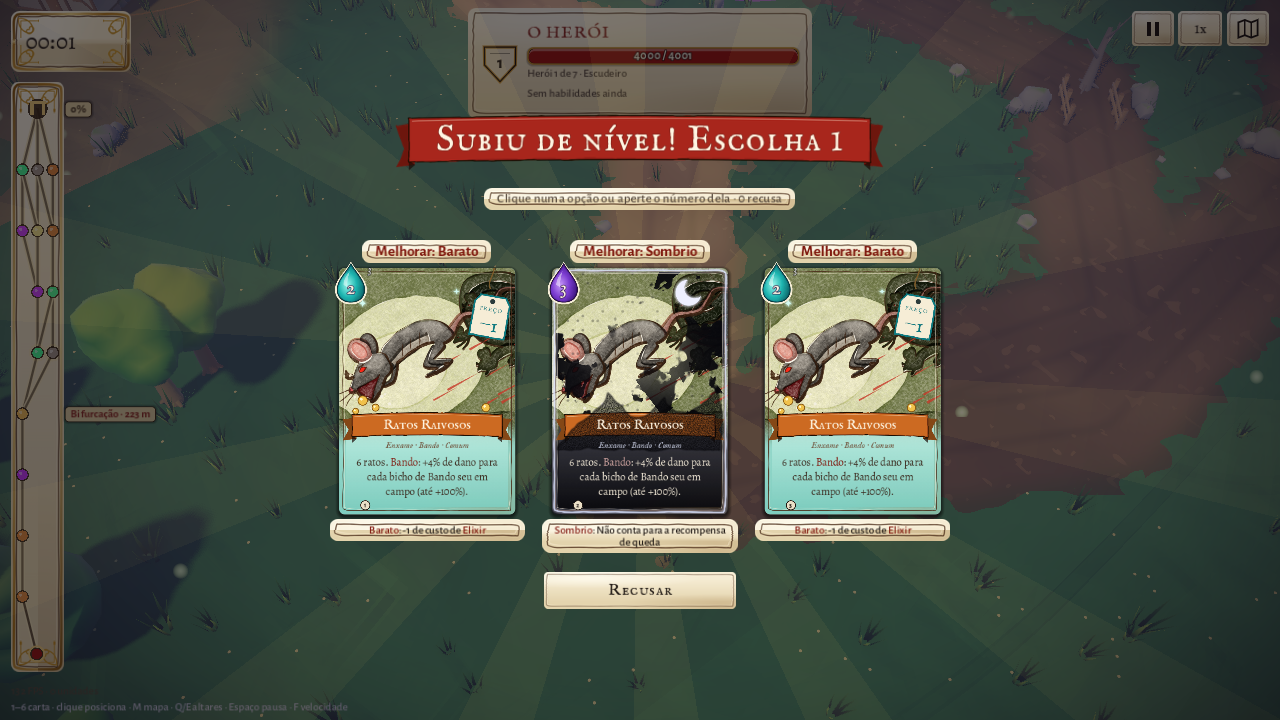 00:01
O Herói
4000 / 4001
1
Herói 1 de 7 · Escudeiro
Sem habilidades ainda
1x
0%
Subiu de nível! Escolha 1
Clique numa opção ou aperte o número dela · 0 recusa
Melhorar: Barato
Melhorar: Sombrio
Melhorar: Barato
2
PREÇO
-1
3
2
PREÇO
-1
Bifurcação · 223 m
Ratos Raivosos
Enxame · Bando · Comum
6 ratos. Bando: +4% de dano para
cada bicho de Bando seu em
campo (até +100%).
Ratos Raivosos
Enxame · Bando · Comum
6 ratos. Bando: +4% de dano para
cada bicho de Bando seu em
campo (até +100%).
Ratos Raivosos
Enxame · Bando · Comum
6 ratos. Bando: +4% de dano para
cada bicho de Bando seu em
campo (até +100%).
Barato: -1 de custo de Elixir
Sombrio: Não conta para a recompensa
de queda
Barato: -1 de custo de Elixir
Recusar
1–6 carta · clique posiciona · M mapa · Q/E altares · Espaço pausa · F velocidade